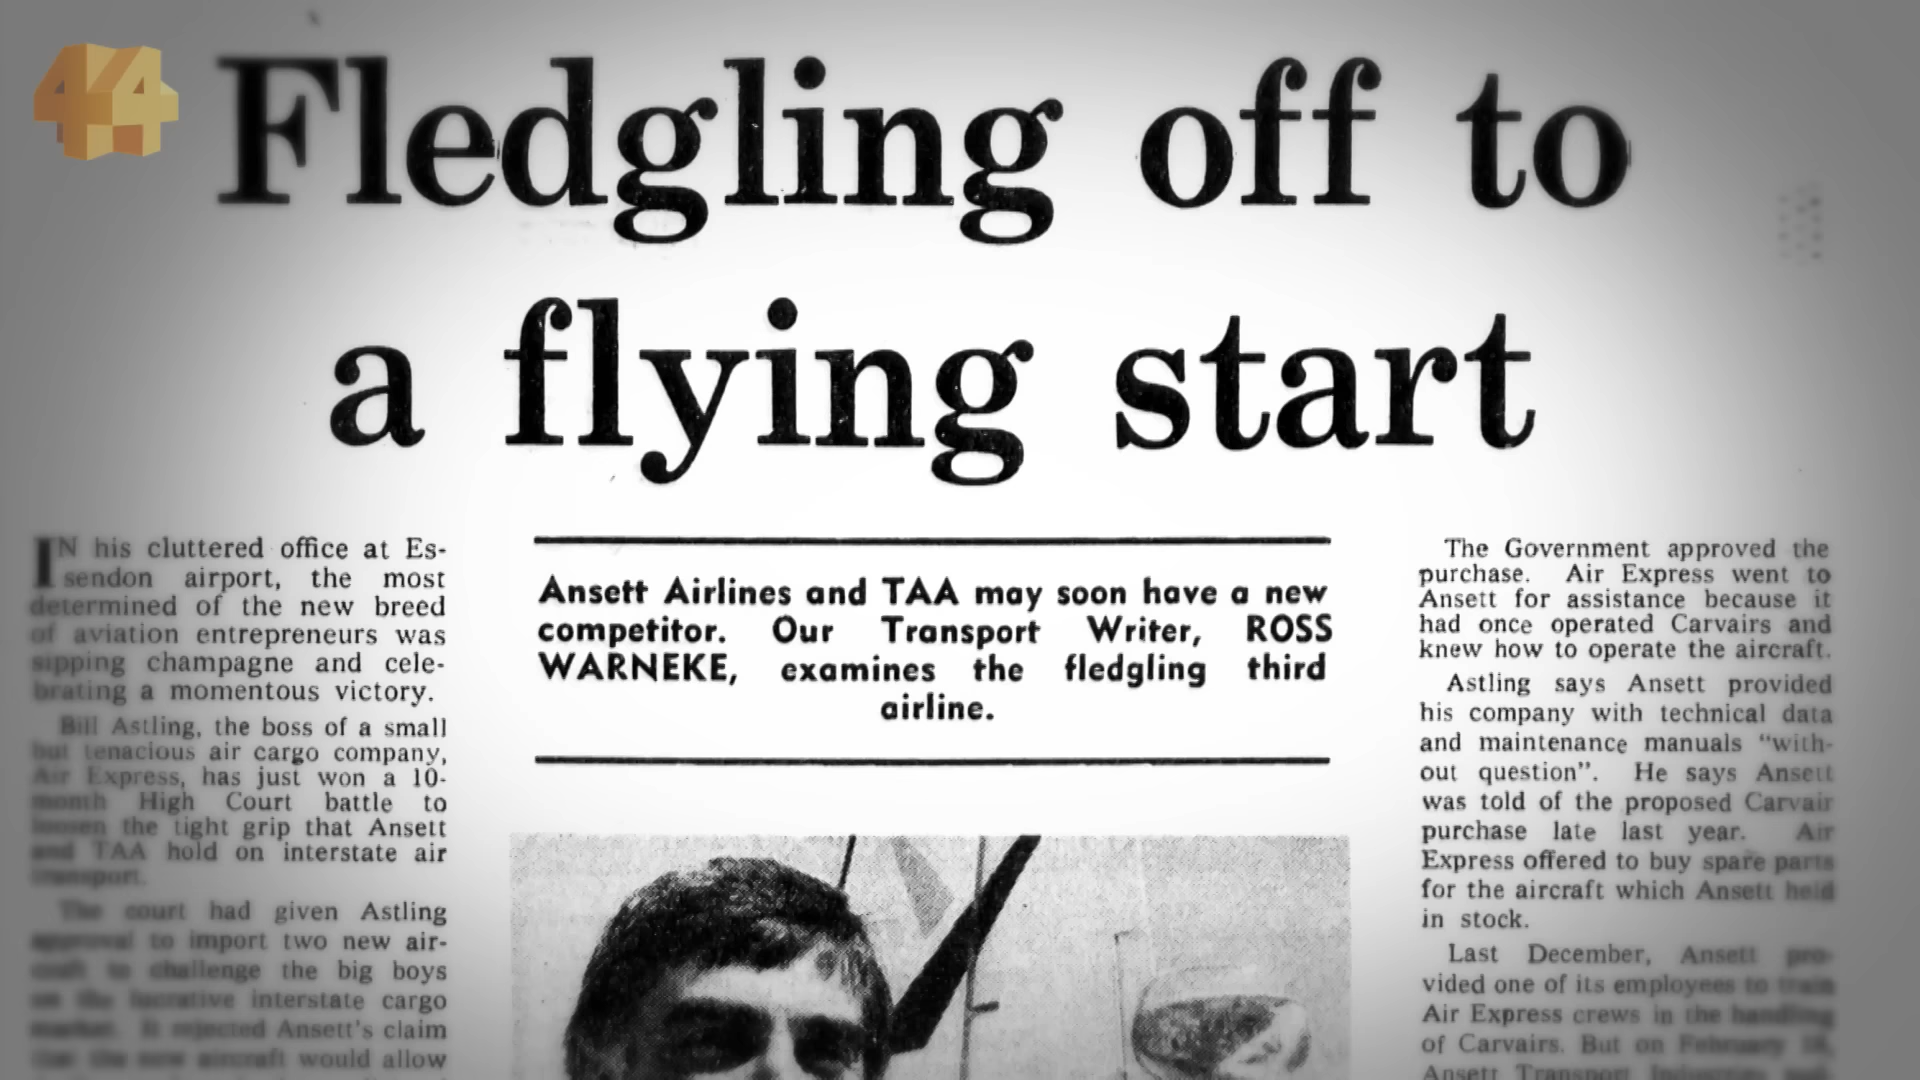 44
Fledgling off to
a flying start
IN his cluttered office at Es-
sendon airport, the most
determined of the new breed
of aviation entrepreneurs was
sipping champagne and cele-
brating a momentous victory.
Bill Astling, the boss of a small
but tenacious air cargo company,
Air Express, has just won a 10-
month High Court battle to
loosen the tight grip that Ansett
and TAA hold on interstate air
transport.
The court had given Astling
approval to import two new air-
craft to challenge the big boys
on the lucrative interstate cargo
market. It rejected Ansett's claim
that the new aircraft would allow
Ansett Airlines and TAA may soon have a new
competitor. Our Transport Writer, ROSS
WARNEKE, examines the fledgling third
airline.
The Government approved the
purchase. Air Express went to
Ansett for assistance because it
had once operated Carvairs and
knew how to operate the aircraft.
Astling says Ansett provided
his company with technical data
and maintenance manuals "with-
out question". He says Ansett
was told of the proposed Carvair
purchase late last year. Air
Express offered to buy spare parts
for the aircraft which Ansett held
in stock.
Last December, Ansett pro-
vided one of its employees to train
Air Express crews in the handling
of Carvairs. But on February 18,
Ansett Transport Industries